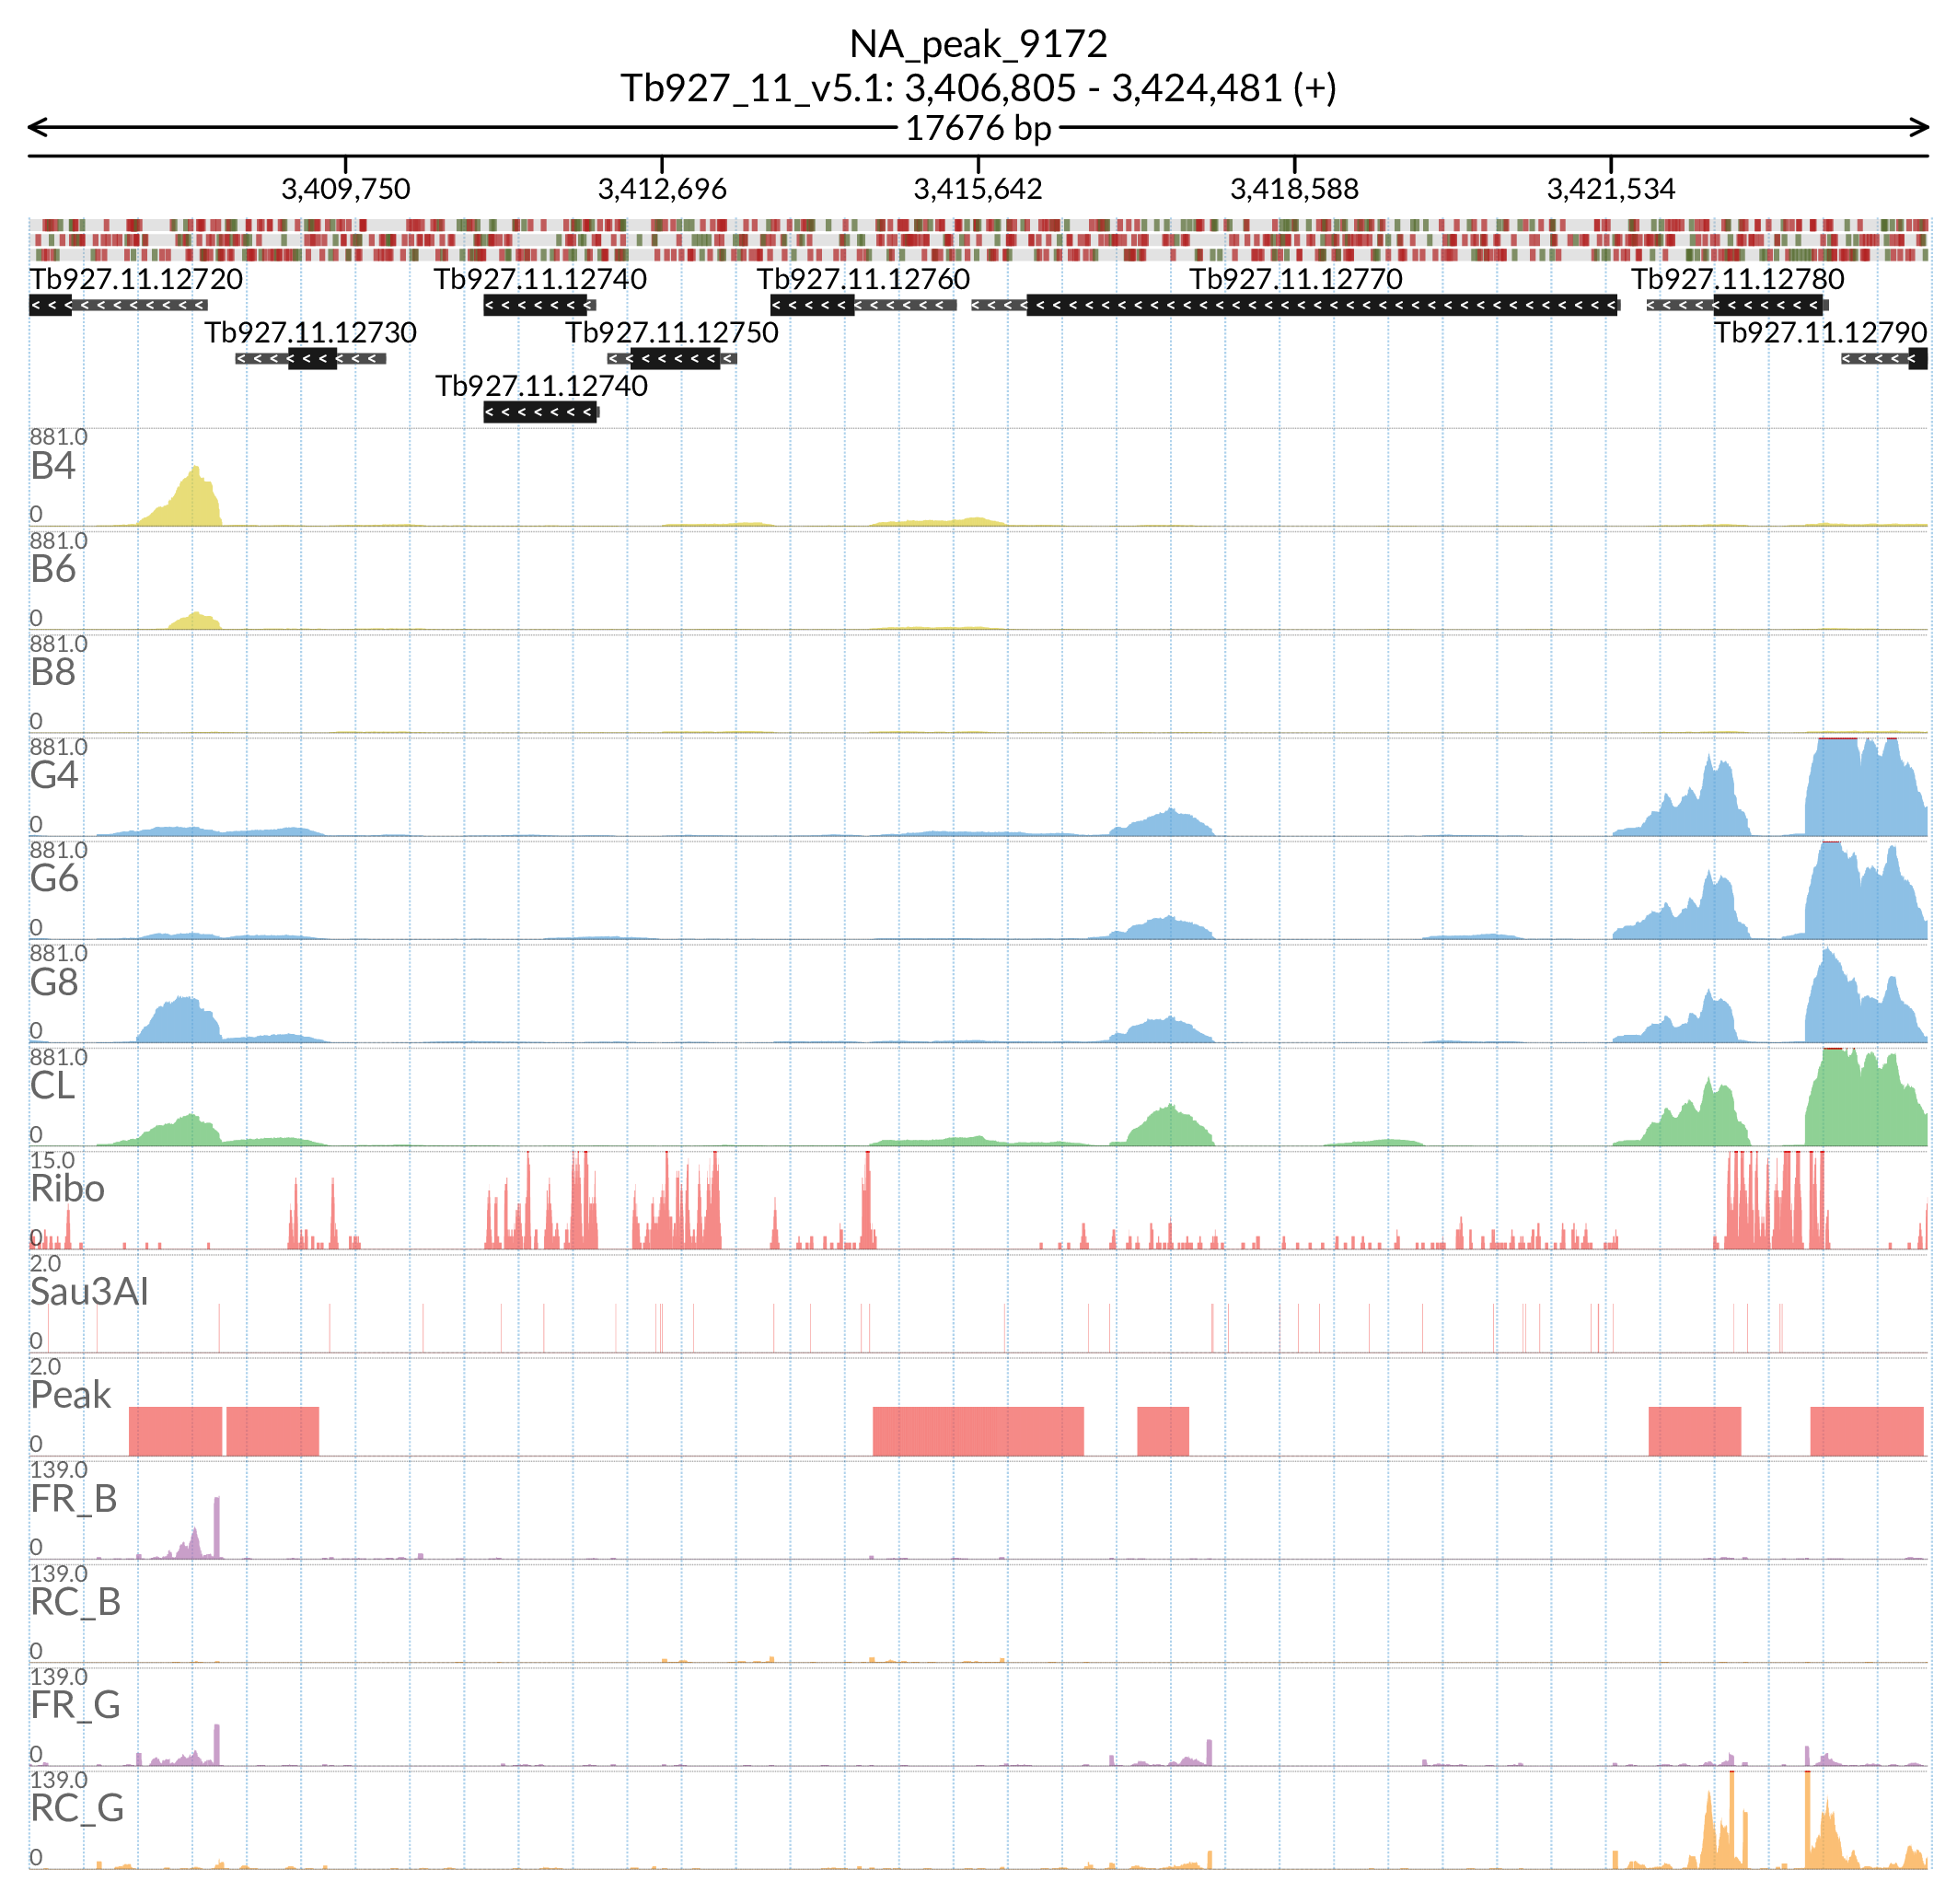 NA_peak_9172
Tb927_11_v5.1: 3,406,805 - 3,424,481 (+)
17676 bp
3,409,750 3,412,696 3,415,642 3,418,588 3,421,534
Tb927.11.12720 Tb927.11.12740 Tb927.11.12760 Tb927.11.12770 Tb927.11.12780
Tb927.11.12730 Tb927.11.12750 Tb927.11.12790
Tb927.11.12740
881.0
B4
0
881.0
B6
0
881.0
B8
0
881.0
G4
0
881.0
G6
0
881.0
G8
0
881.0
CL
0
15.0
Ribo
0
2.0
Sau3AI
0
2.0
Peak
0
139.0
FR_B
0
139.0
RC_B
0
139.0
FR_G
0
139.0
RC_G
0